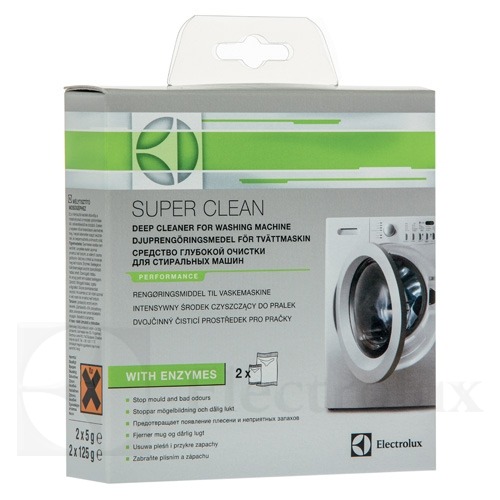 SUPER CLEAN
DEEP CLEANER FOR WASHING MACHINE
DJUPRENGÖRINGSMEDEL FÖR TVÄTTMASKIN
СРЕДСТВО ГЛУБОКОЙ ОЧИСТКИ
ДЛЯ СТИРАЛЬНЫХ МАШИН
PERFORMANCE
RENGØRINGSMIDDEL TIL VASKEMASKINE
INTENSYWNY ŚRODEK CZYSZCZĄCY DO PRALEK
DVOJČINNÝ ČISTICÍ PROSTŘEDEK PRO PRAČKY
WITH ENZYMES
2 x
• Stop mould and bad odours
• Stoppar mögelbildning och dålig lukt
• Предотвращает появление плесени и неприятных запахов
• Fjerner mug og dårlig lugt
• Usuwa pleśń i przykre zapachy
• Zabraňte plísním a zápachu
2 x 5g e
2 x 125g e
Electrolux
Electrolux